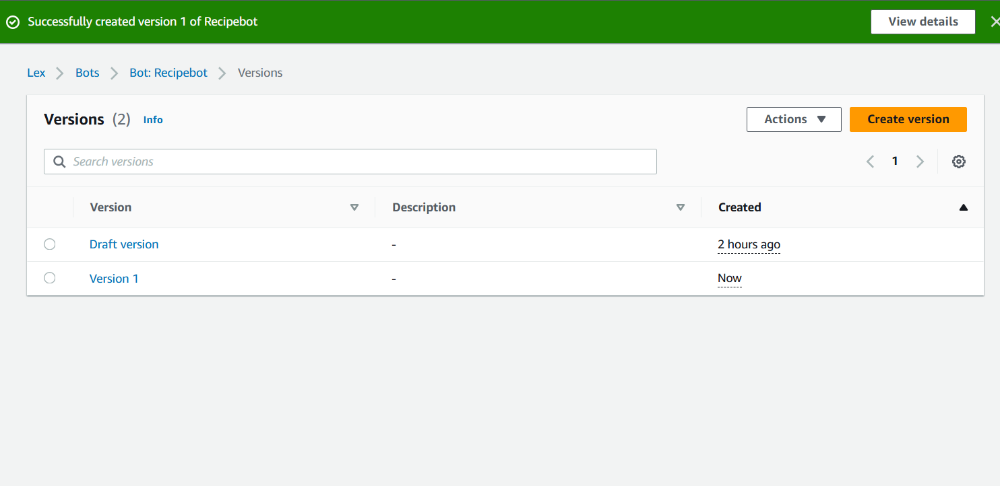 Successfully created version 1 of Recipebot View details
Lex Bots Bot: Recipebot Versions
Versions (2) Info Actions Create version
Search versions 1
Version Description Created
Draft version - 2 hours ago
Version 1 - Now